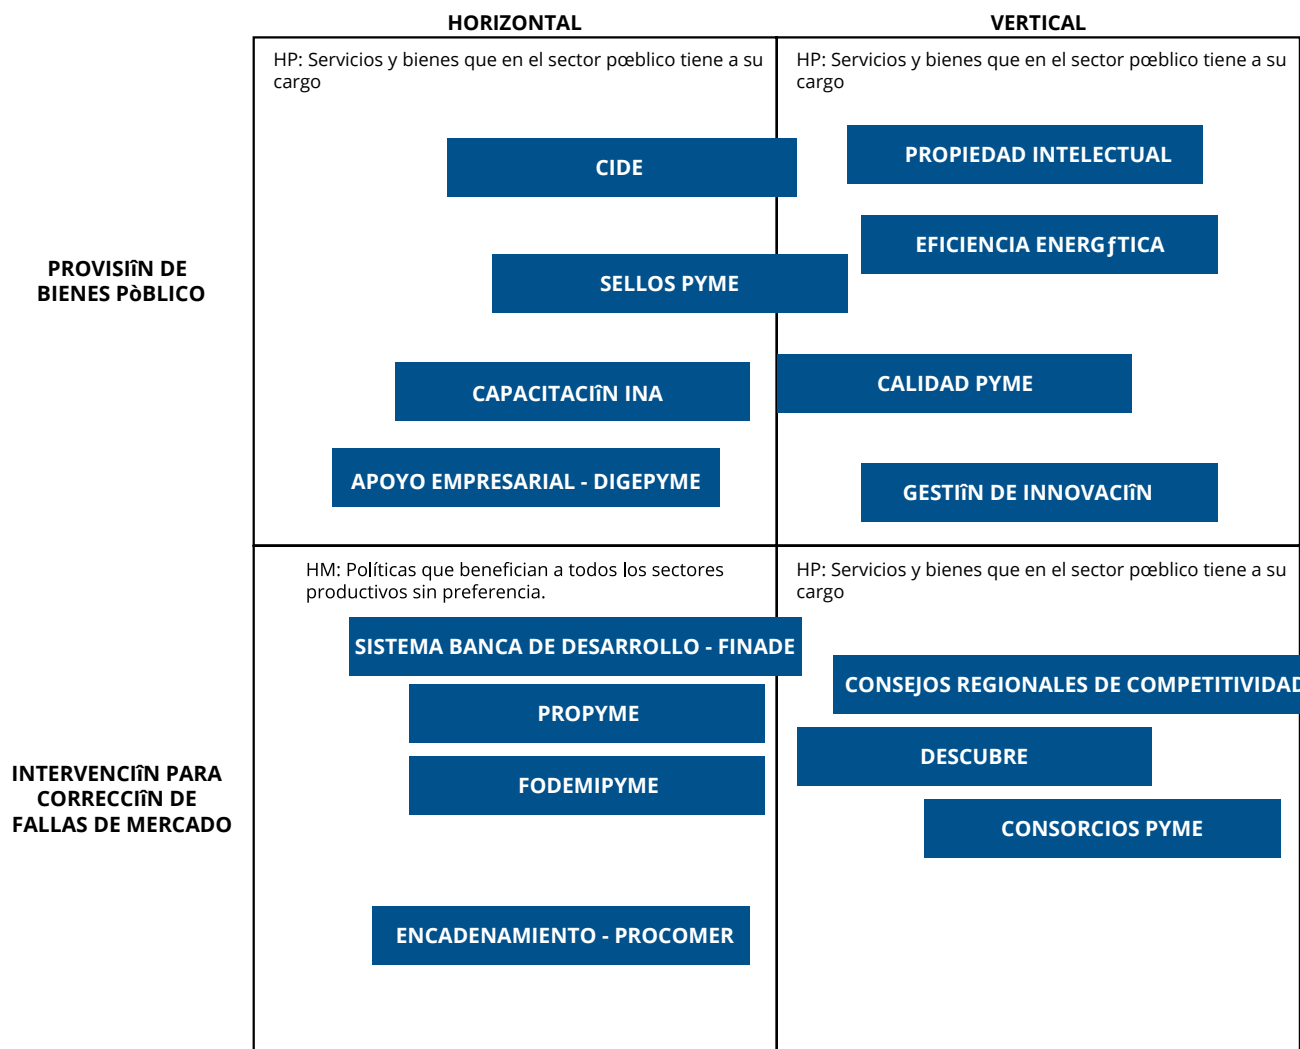 HORIZONTAL
VERTICAL
HP: Servicios y bienes que en el sector pœblico tiene a su
cargo
HP: Servicios y bienes que en el sector pœblico tiene a su
cargo
CIDE
PROPIEDAD INTELECTUAL
EFICIENCIA ENERGƒTICA
PROVISIîN DE
BIENES PòBLICO
SELLOS PYME
CAPACITACIîN INA
CALIDAD PYME
APOYO EMPRESARIAL - DIGEPYME
GESTIîN DE INNOVACIîN
HM: Políticas que benefician a todos los sectores
productivos sin preferencia.
HP: Servicios y bienes que en el sector pœblico tiene a su
cargo
SISTEMA BANCA DE DESARROLLO - FINADE
CONSEJOS REGIONALES DE COMPETITIVIDAD
PROPYME
DESCUBRE
INTERVENCIîN PARA
CORRECCIîN DE
FALLAS DE MERCADO
FODEMIPYME
CONSORCIOS PYME
ENCADENAMIENTO - PROCOMER